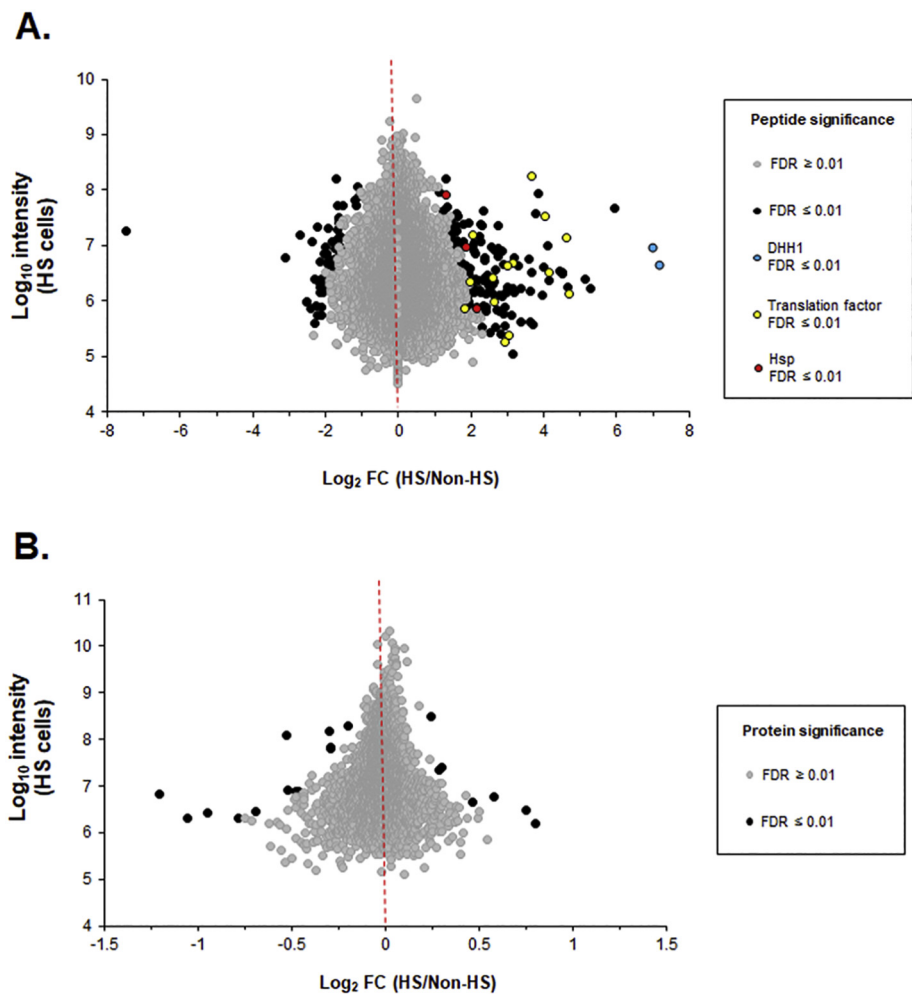 A.
10
9
8
7
6
5
4
-8
-6
-4
-2
0
2
4
6
8
Log10 intensity
(HS cells)
Log2 FC (HS/Non-HS)
Peptide significance
FDR ≥ 0.01
FDR ≤ 0.01
DHH1
FDR ≤ 0.01
Translation factor
FDR ≤ 0.01
Hsp
FDR ≤ 0.01
B.
11
10
9
8
7
6
5
4
-1.5
-1
-0.5
0
0.5
1
1.5
Log10 intensity
(HS cells)
Log2 FC (HS/Non-HS)
Protein significance
FDR ≥ 0.01
FDR ≤ 0.01